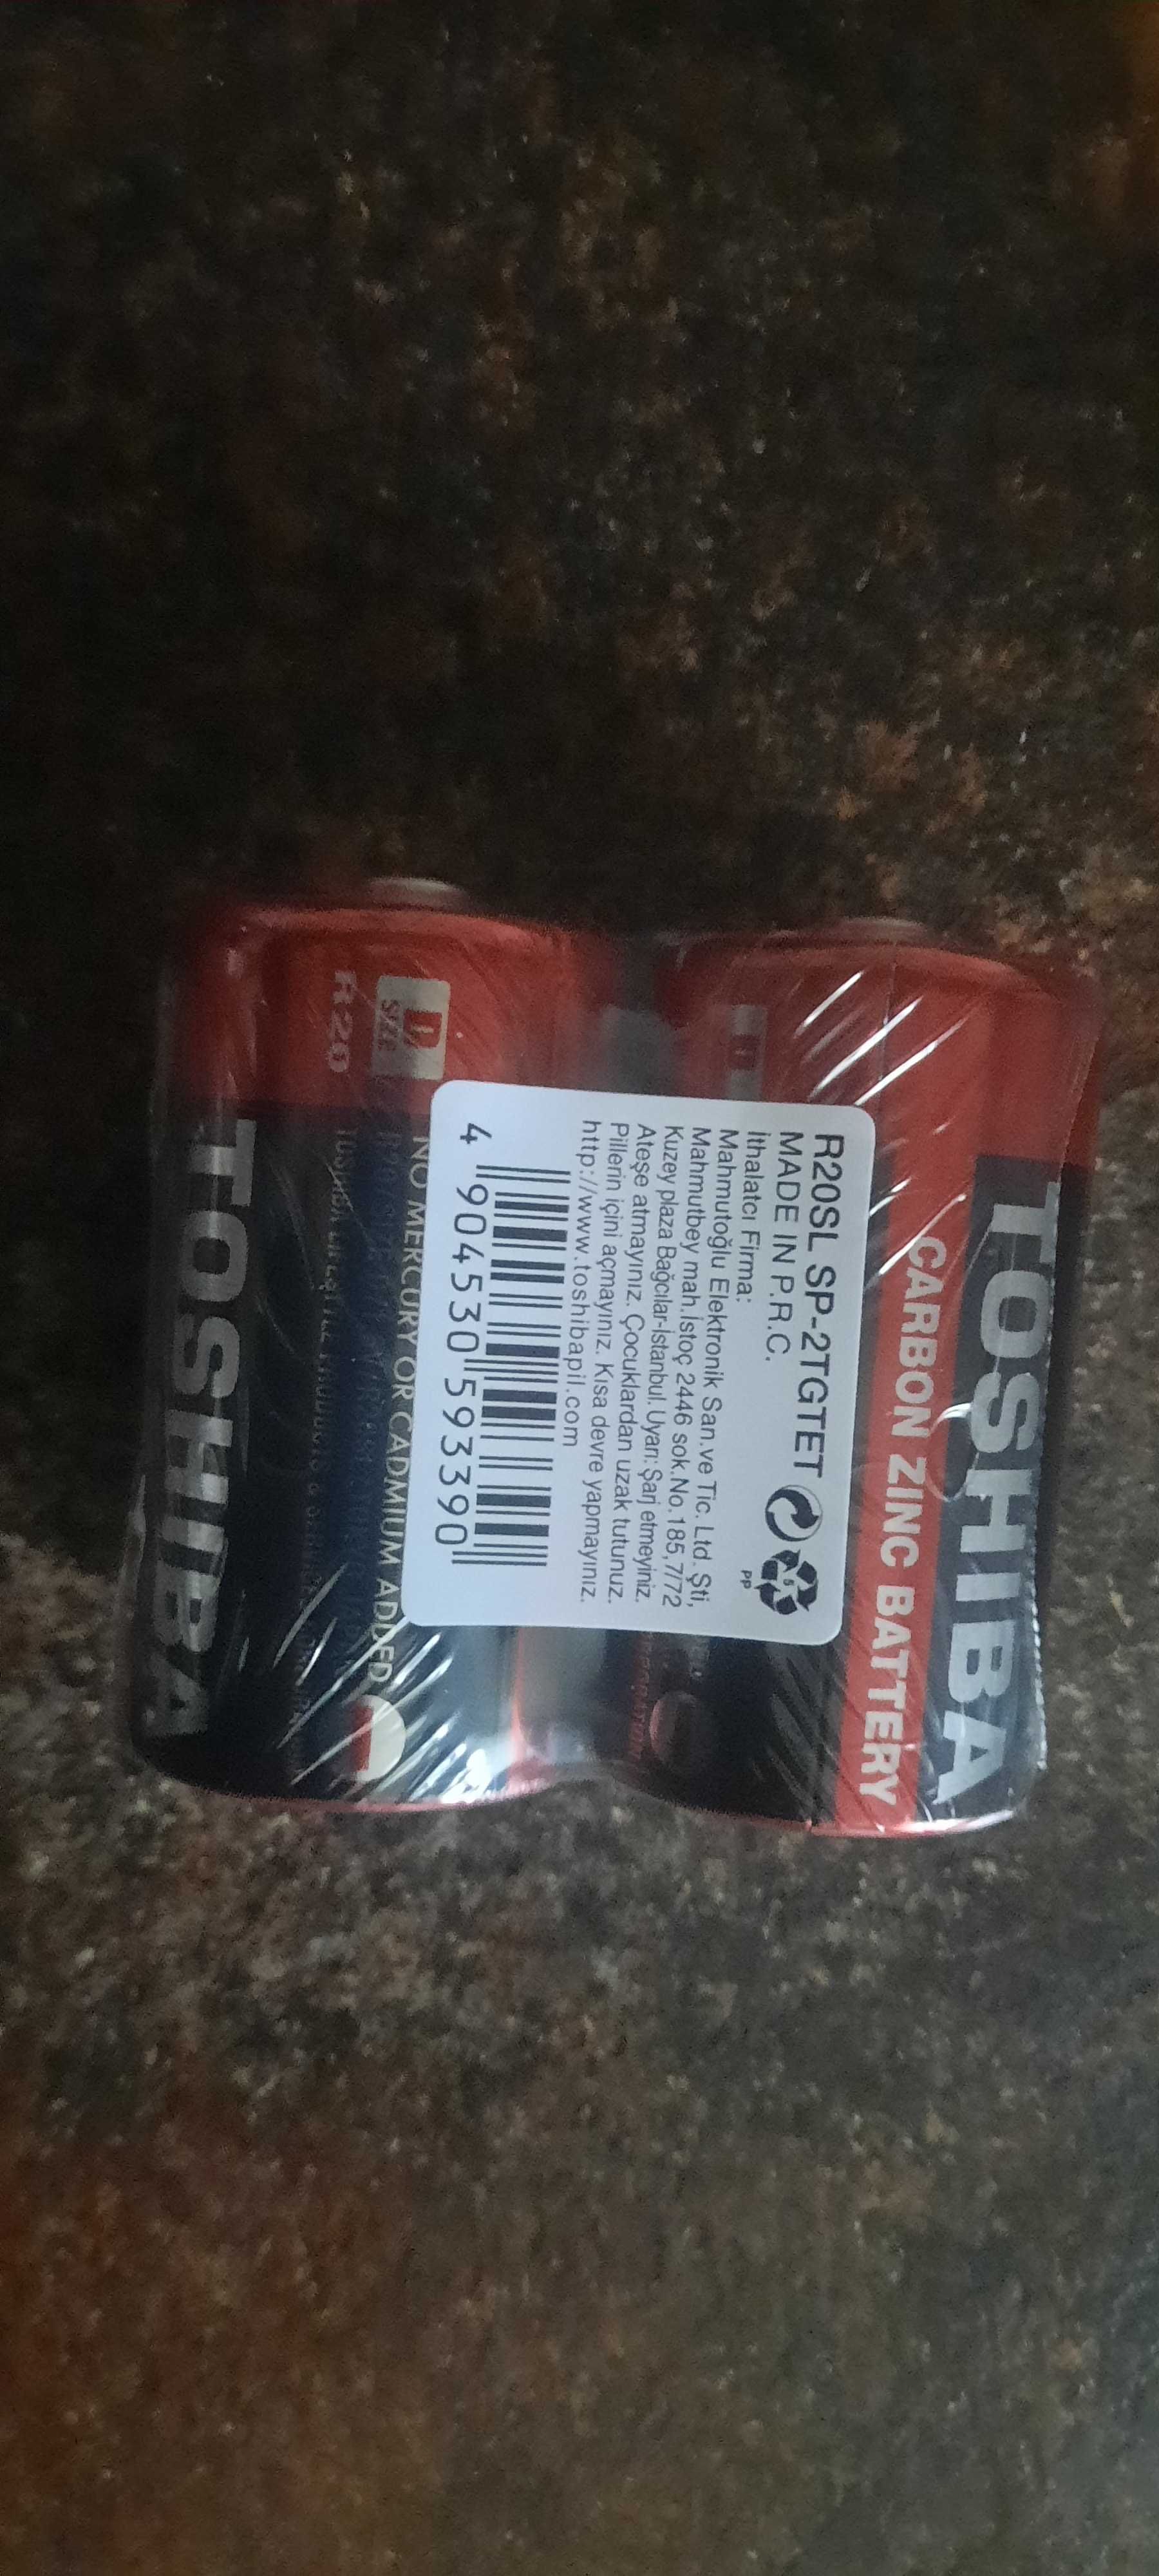 TOSHIBA
CARBON ZINC BATTERY
R20SL SP-2TGTET
MADE IN P.R.C.
PP
İthalatcı Firma:
Mahmutoğlu Elektronik San.ve Tic. Ltd. Şti,
Mahmutbey mah.İstoç 2446 sok.No.185,7/72
Kuzey plaza Bağcılar-İstanbul. Uyarı: Şarj etmeyiniz.
Ateşe atmayınız. Çocuklardan uzak tutunuz.
Pillerin içini açmayınız. Kısa devre yapmayınız.
http://www.toshibapil.com
4 904530 593390
NO MERCURY OR CADMIUM ADDED
D
SIZE
R20
TOSHIBA